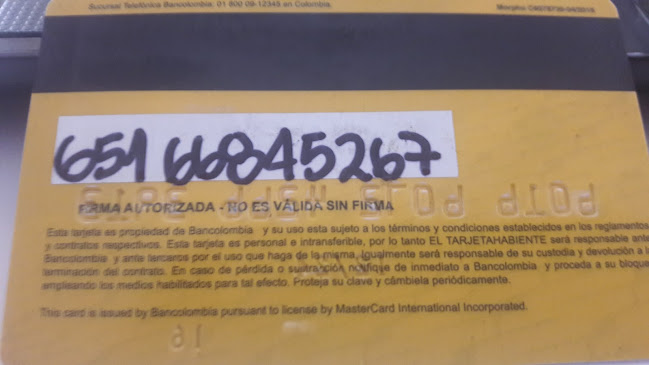 Sucursal Telefónica Bancolombia: 01 800 09-12345 en Colombia.
651 66845267
FIRMA AUTORIZADA - NO ES VÁLIDA SIN FIRMA
Esta tarjeta es propiedad de Bancolombia y su uso esta sujeto a los términos y condiciones establecidos en los reglamentos
y contratos respectivos. Esta tarjeta es personal e intransferible, por lo tanto EL TARJETAHABIENTE será responsable ante
Bancolombia y ante terceros por el uso que haga de la misma. Igualmente será responsable de su custodia y devolución a la
terminación del contrato. En caso de pérdida o sustracción notifique de inmediato a Bancolombia y proceda a su bloque
empleando los medios habilitados para tal efecto. Proteja su clave y cámbiela periódicamente.
This card is issued by Bancolombia pursuant to license by MasterCard International Incorporated.